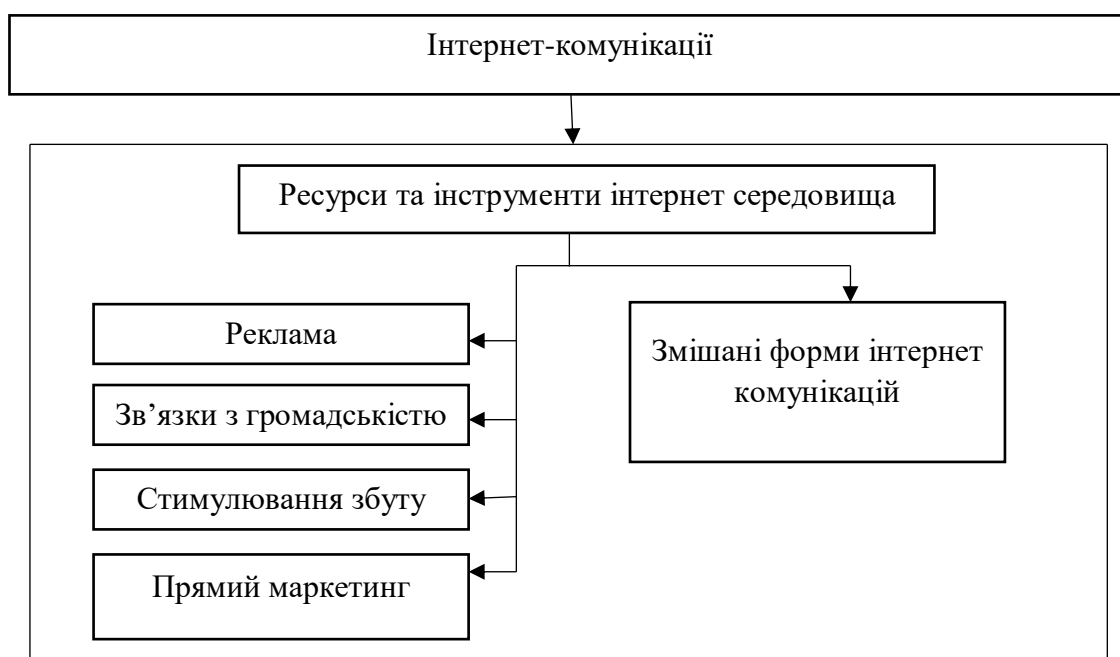 Інтернет-комунікації
Ресурси та інструменти інтернет середовища
Реклама
Зв’язки з громадськістю
Стимулювання збуту
Прямий маркетинг
Змішані форми інтернет
комунікацій